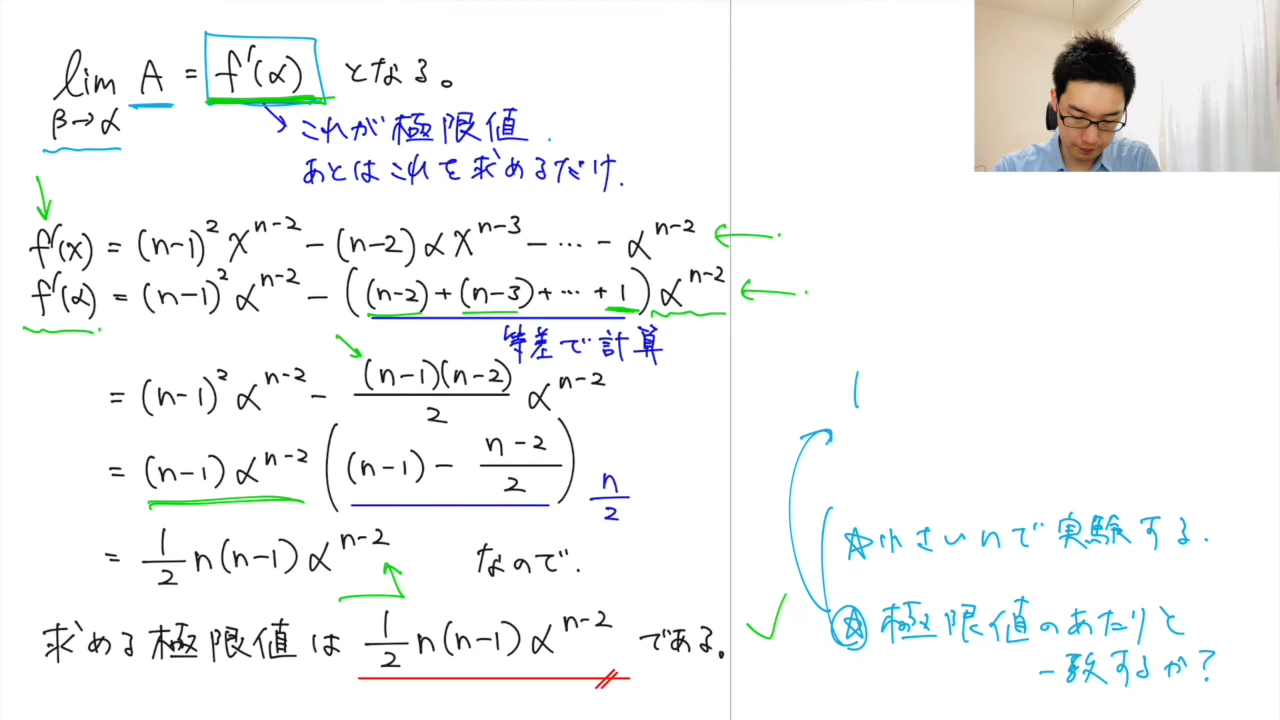 lim A = f'(α) となる。
β→α
これが極限値
あとはこれを求めるだけ.
f'(x) = (n-1)² x^{n-2} - (n-2)αx^{n-3} - … - α^{n-2}
f'(α) = (n-1)² α^{n-2} - ((n-2)+(n-3)+…+1)α^{n-2}
等差で計算
= (n-1)² α^{n-2} - (n-1)(n-2)/2 α^{n-2}
= (n-1)α^{n-2} ((n-1) - (n-2)/2)
n/2
= 1/2 n(n-1)α^{n-2} なので.
求める極限値は 1/2 n(n-1)α^{n-2} である。
☆小さいnで実験する.
☆極限値のあたりと
一致するか?